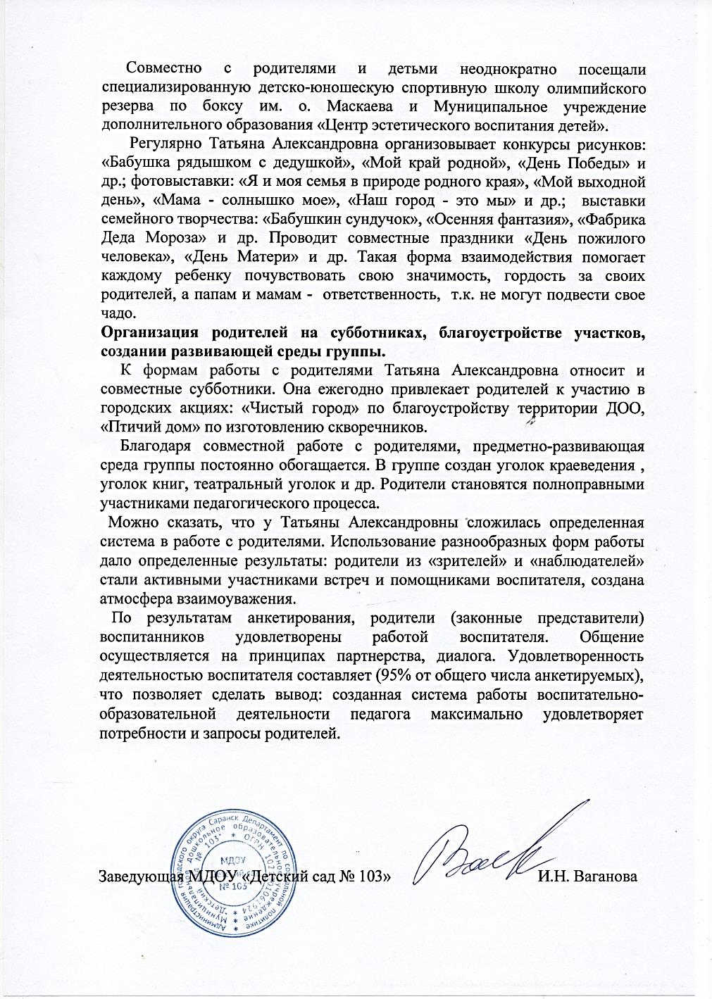 Совместно с родителями и детьми неоднократно посещали
специализированную детско-юношескую спортивную школу олимпийского
резерва по боксу им. о. Маскаева и Муниципальное учреждение
дополнительного образования «Центр эстетического воспитания детей».
Регулярно Татьяна Александровна организовывает конкурсы рисунков:
«Бабушка рядышком с дедушкой», «Мой край родной», «День Победы» и
др.; фотовыставки: «Я и моя семья в природе родного края», «Мой выходной
день», «Мама - солнышко мое», «Наш город - это мы» и др.; выставки
семейного творчества: «Бабушкин сундучок», «Осенняя фантазия», «Фабрика
Деда Мороза» и др. Проводит совместные праздники «День пожилого
человека», «День Матери» и др. Такая форма взаимодействия помогает
каждому ребенку почувствовать свою значимость, гордость за своих
родителей, а папам и мамам - ответственность, т.к. не могут подвести свое
чадо.
Организация родителей на субботниках, благоустройстве участков,
создании развивающей среды группы.
К формам работы с родителями Татьяна Александровна относит и
совместные субботники. Она ежегодно привлекает родителей к участию в
городских акциях: «Чистый город» по благоустройству территории ДОО,
«Птичий дом» по изготовлению скворечников.
Благодаря совместной работе с родителями, предметно-развивающая
среда группы постоянно обогащается. В группе создан уголок краеведения ,
уголок книг, театральный уголок и др. Родители становятся полноправными
участниками педагогического процесса.
Можно сказать, что у Татьяны Александровны сложилась определенная
система в работе с родителями. Использование разнообразных форм работы
дало определенные результаты: родители из «зрителей» и «наблюдателей»
стали активными участниками встреч и помощниками воспитателя, создана
атмосфера взаимоуважения.
По результатам анкетирования, родители (законные представители)
воспитанников удовлетворены работой воспитателя. Общение
осуществляется на принципах партнерства, диалога. Удовлетворенность
деятельностью воспитателя составляет (95% от общего числа анкетируемых),
что позволяет сделать вывод: созданная система работы воспитательно-
образовательной деятельности педагога максимально удовлетворяет
потребности и запросы родителей.
Заведующая МДОУ «Детский сад № 103» И.Н. Ваганова
Администрация городского округа Саранск Департамент по социальной политике
Муниципальное дошкольное образовательное учреждение
МДОУ
№ 103